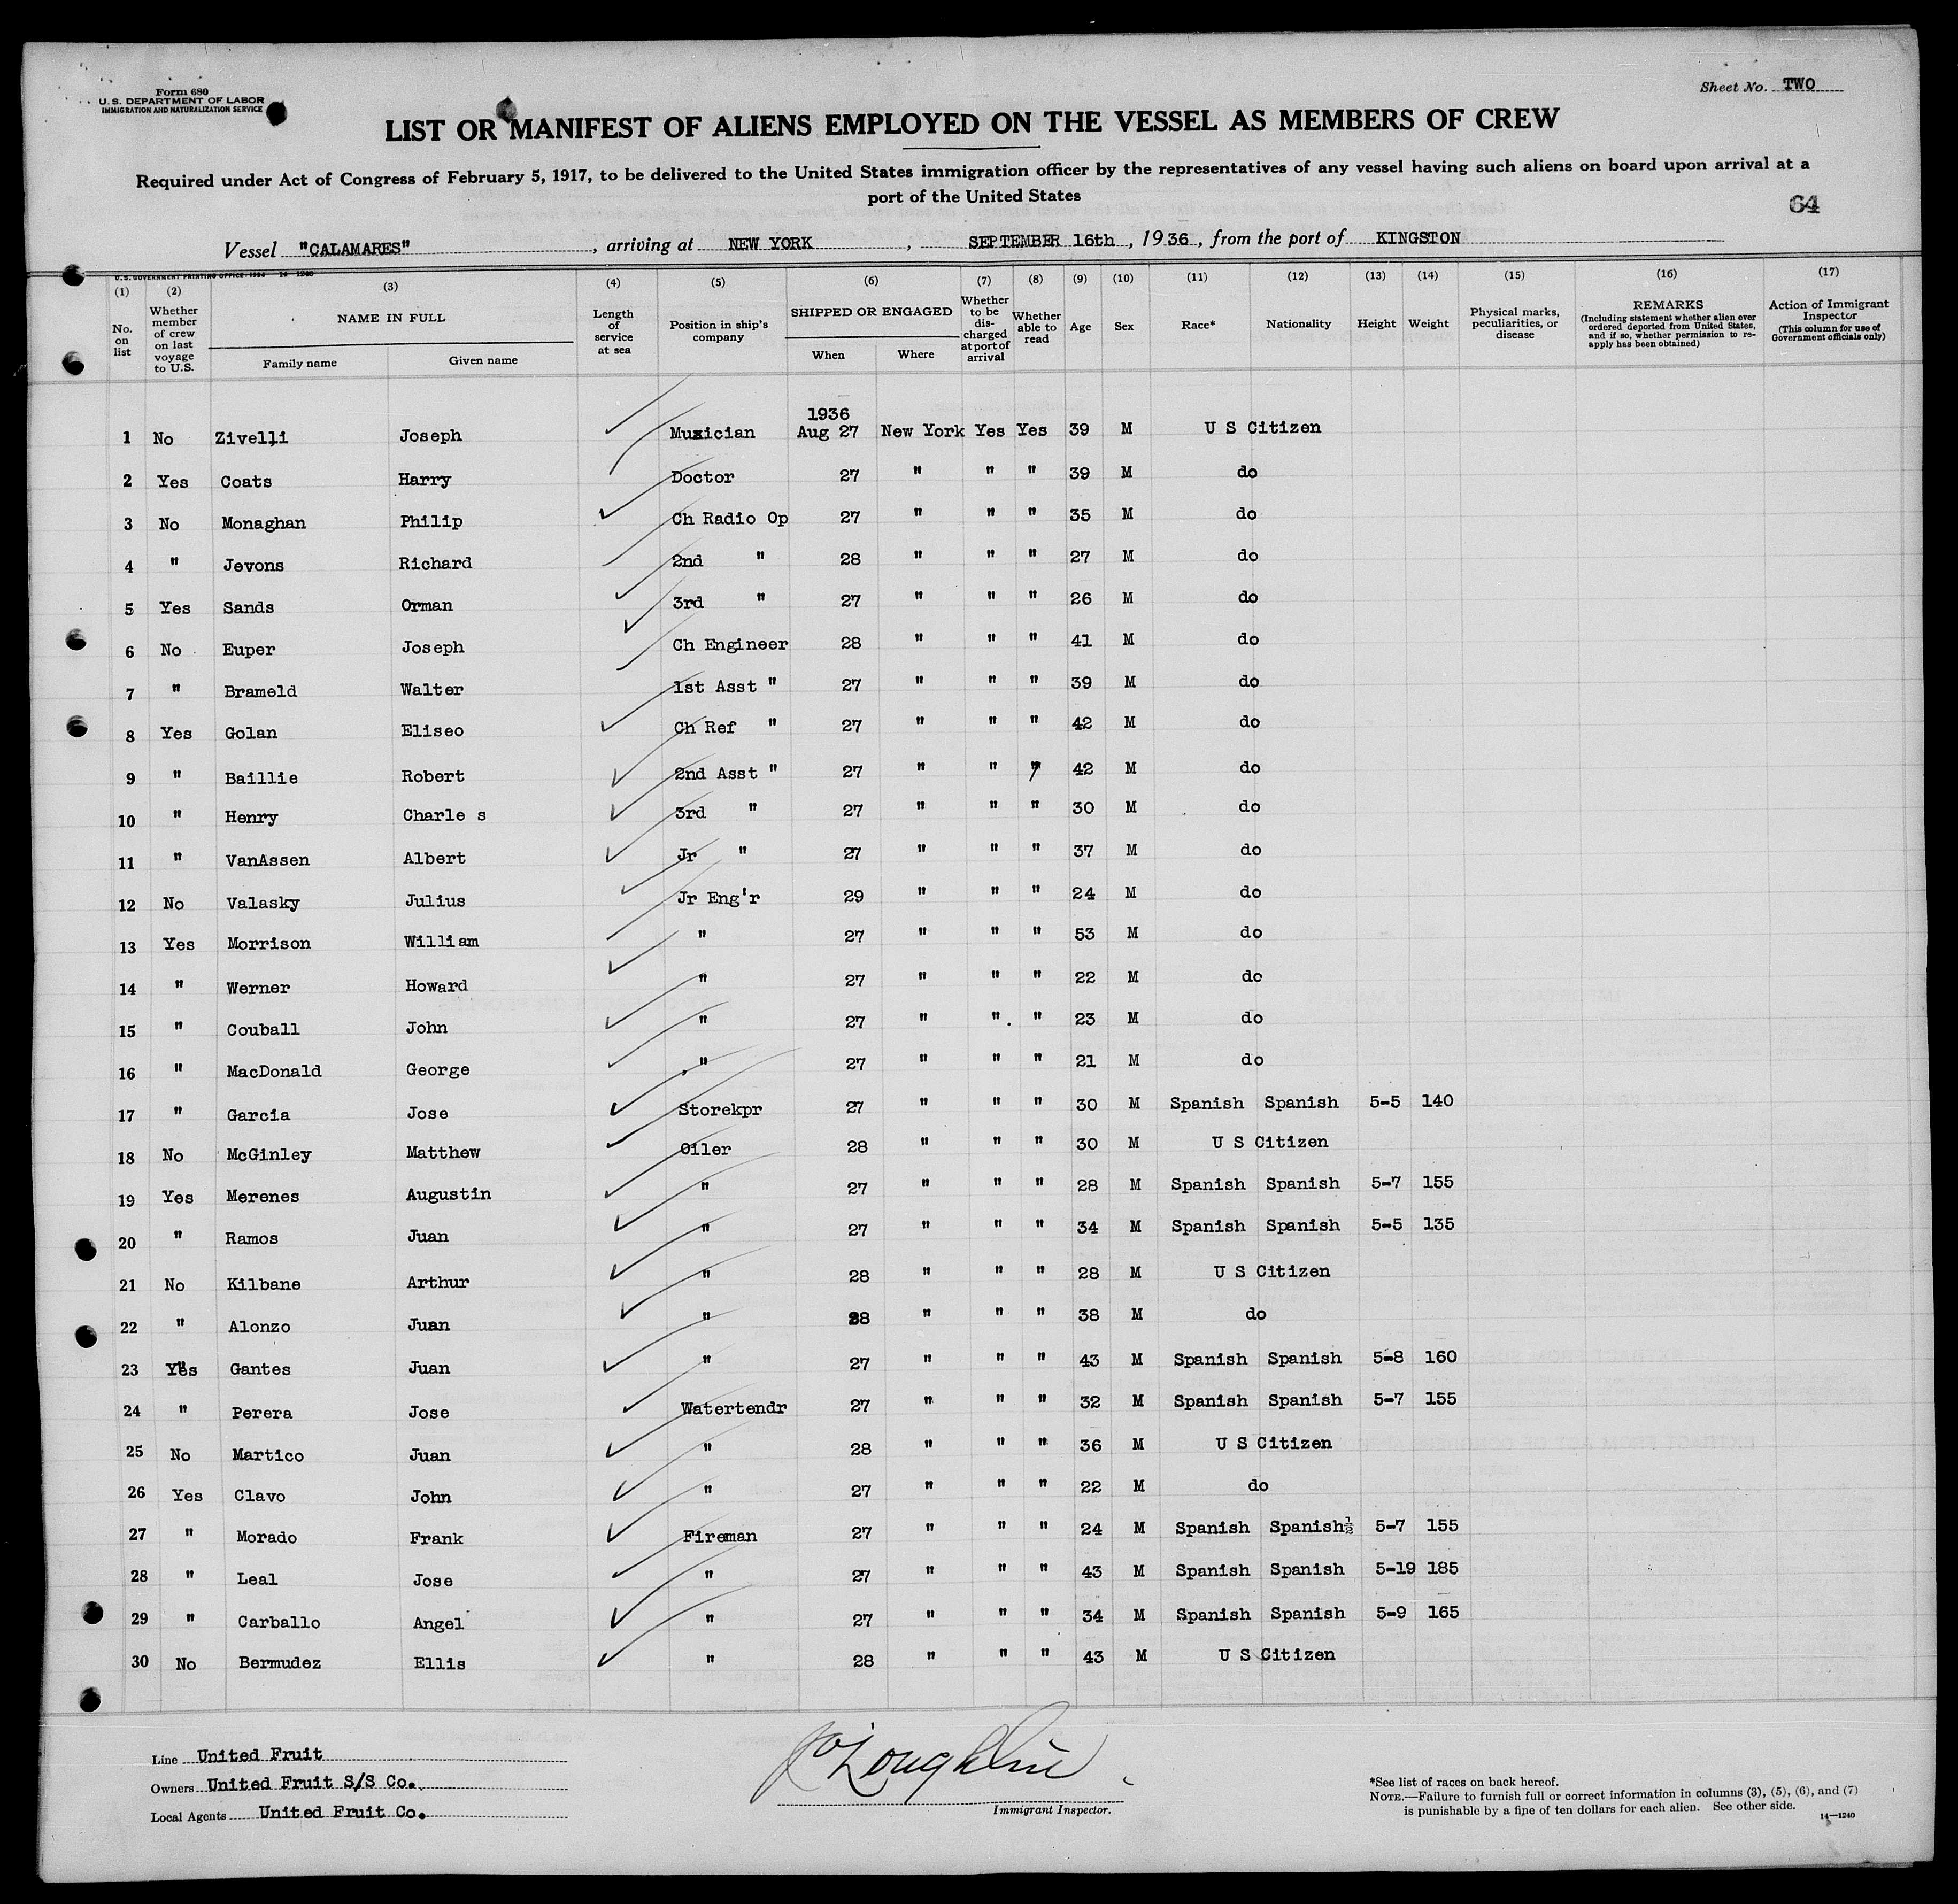 Form 680
U. S. DEPARTMENT OF LABOR
IMMIGRATION AND NATURALIZATION SERVICE
Sheet No. TWO
LIST OR MANIFEST OF ALIENS EMPLOYED ON THE VESSEL AS MEMBERS OF CREW
Required under Act of Congress of February 5, 1917, to be delivered to the United States immigration officer by the representatives of any vessel having such aliens on board upon arrival at a
port of the United States
64
Vessel "CALAMARES", arriving at NEW YORK, SEPTEMBER 16th, 1936, from the port of KINGSTON
U. S. GOVERNMENT PRINTING OFFICE: 1934 14—1240
(1) (2) (3) (4) (5) (6) (7) (8) (9) (10) (11) (12) (13) (14) (15) (16) (17)
No. on list
Whether member of crew on last voyage to U.S.
NAME IN FULL
Family name Given name
Length of service at sea
Position in ship's company
SHIPPED OR ENGAGED
When Where
Whether to be discharged at port of arrival
Whether able to read
Age
Sex
Race*
Nationality
Height
Weight
Physical marks, peculiarities, or disease
REMARKS
(Including statement whether alien ever ordered deported from United States, and if so, whether permission to re-apply has been obtained)
Action of Immigrant Inspector
(This column for use of Government officials only)
1936
1 No Zivelli Joseph Musician Aug 27 New York Yes Yes 39 M U S Citizen
2 Yes Coats Harry Doctor 27 " " " 39 M do
3 No Monaghan Philip Ch Radio Op 27 " " " 35 M do
4 " Jevons Richard 2nd " 28 " " " 27 M do
5 Yes Sands Orman 3rd " 27 " " " 26 M do
6 No Euper Joseph Ch Engineer 28 " " " 41 M do
7 " Brameld Walter 1st Asst " 27 " " " 39 M do
8 Yes Golan Eliseo Ch Ref " 27 " " " 42 M do
9 " Baillie Robert 2nd Asst " 27 " " " 42 M do
10 " Henry Charle s 3rd " 27 " " " 30 M do
11 " VanAssen Albert Jr " 27 " " " 37 M do
12 No Valasky Julius Jr Eng'r 29 " " " 24 M do
13 Yes Morrison William " 27 " " " 53 M do
14 " Werner Howard " 27 " " " 22 M do
15 " Couball John " 27 " " " 23 M do
16 " MacDonald George " 27 " " " 21 M do
17 " Garcia Jose Storekpr 27 " " " 30 M Spanish Spanish 5-5 140
18 No McGinley Matthew Oiler 28 " " " 30 M U S Citizen
19 Yes Merenes Augustin " 27 " " " 28 M Spanish Spanish 5-7 155
20 " Ramos Juan " 27 " " " 34 M Spanish Spanish 5-5 135
21 No Kilbane Arthur " 28 " " " 28 M U S Citizen
22 " Alonzo Juan " 28 " " " 38 M do
23 Yes Gantes Juan " 27 " " " 43 M Spanish Spanish 5-8 160
24 " Perera Jose Watertendr 27 " " " 32 M Spanish Spanish 5-7 155
25 No Martico Juan " 28 " " " 36 M U S Citizen
26 Yes Clavo John " 27 " " " 22 M do
27 " Morado Frank Fireman 27 " " " 24 M Spanish Spanish½ 5-7 155
28 " Leal Jose " 27 " " " 43 M Spanish Spanish 5-19 185
29 " Carballo Angel " 27 " " " 34 M Spanish Spanish 5-9 165
30 No Bermudez Ellis " 28 " " " 43 M U S Citizen
Line United Fruit
Owners United Fruit S/S Co.
Local Agents United Fruit Co.
Immigrant Inspector.
*See list of races on back hereof.
NOTE.—Failure to furnish full or correct information in columns (3), (5), (6), and (7)
is punishable by a fine of ten dollars for each alien. See other side.
14—1240